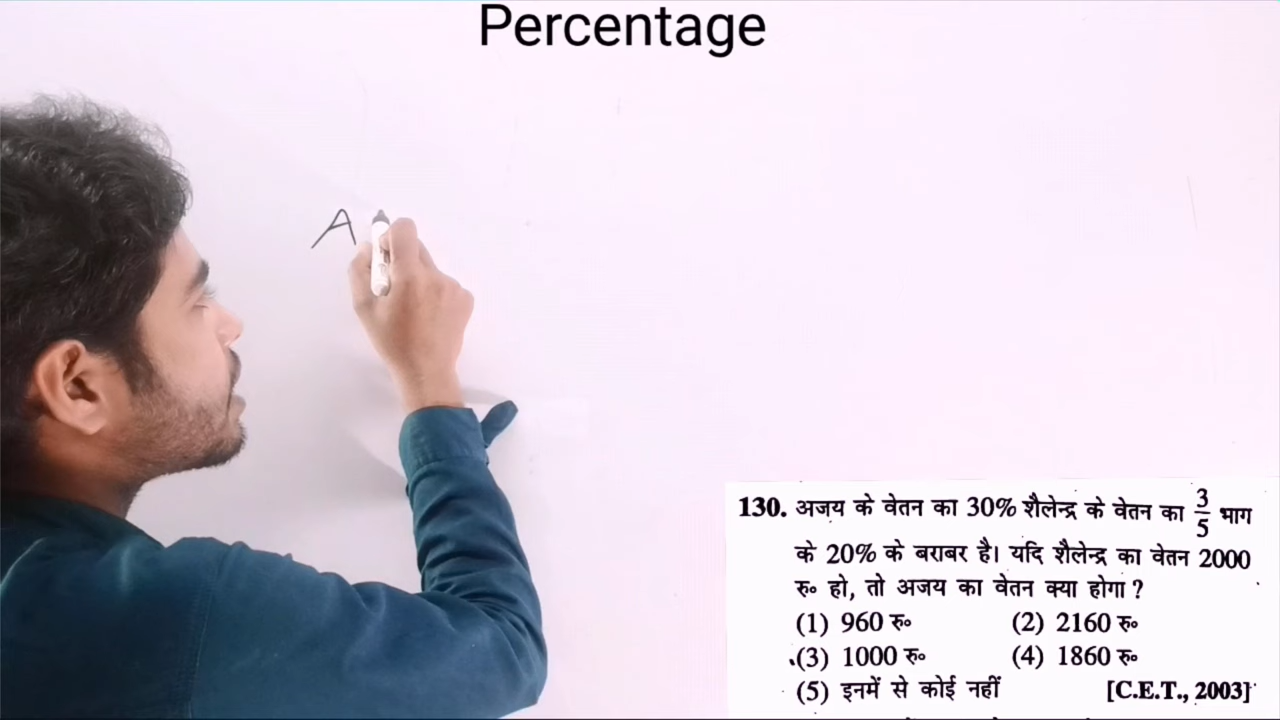 Percentage
A
130. अजय के वेतन का 30% शैलेन्द्र के वेतन का 3/5 भाग
के 20% के बराबर है। यदि शैलेन्द्र का वेतन 2000
रु० हो, तो अजय का वेतन क्या होगा ?
(1) 960 रु० (2) 2160 रु०
(3) 1000 रु० (4) 1860 रु०
(5) इनमें से कोई नहीं [C.E.T., 2003]